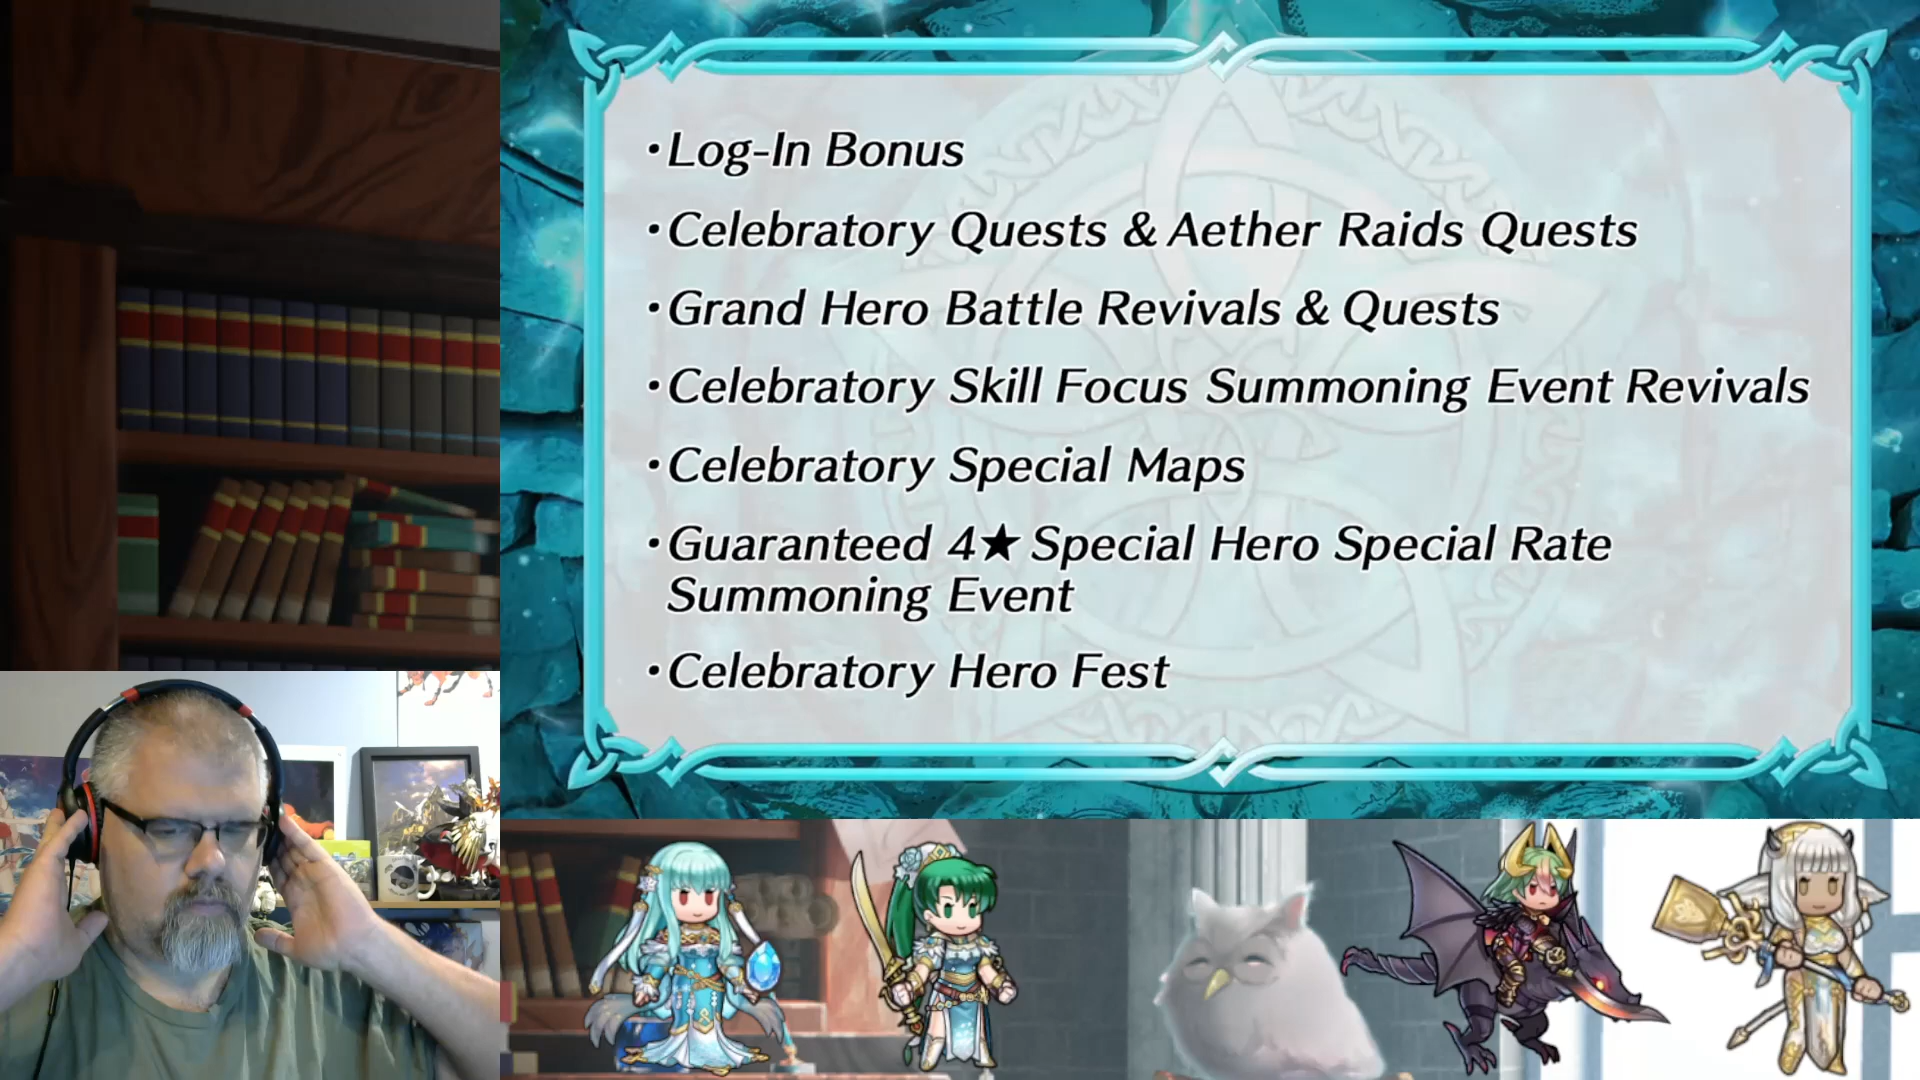 ・Log-In Bonus
・Celebratory Quests & Aether Raids Quests
・Grand Hero Battle Revivals & Quests
・Celebratory Skill Focus Summoning Event Revivals
・Celebratory Special Maps
・Guaranteed 4★ Special Hero Special Rate
Summoning Event
・Celebratory Hero Fest